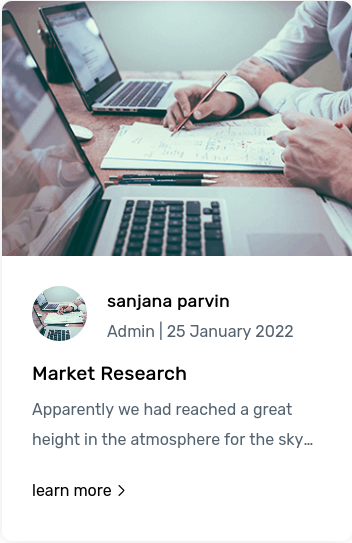 sanjana parvin
Admin | 25 January 2022
Market Research
Apparently we had reached a great
height in the atmosphere for the sky…
learn more >